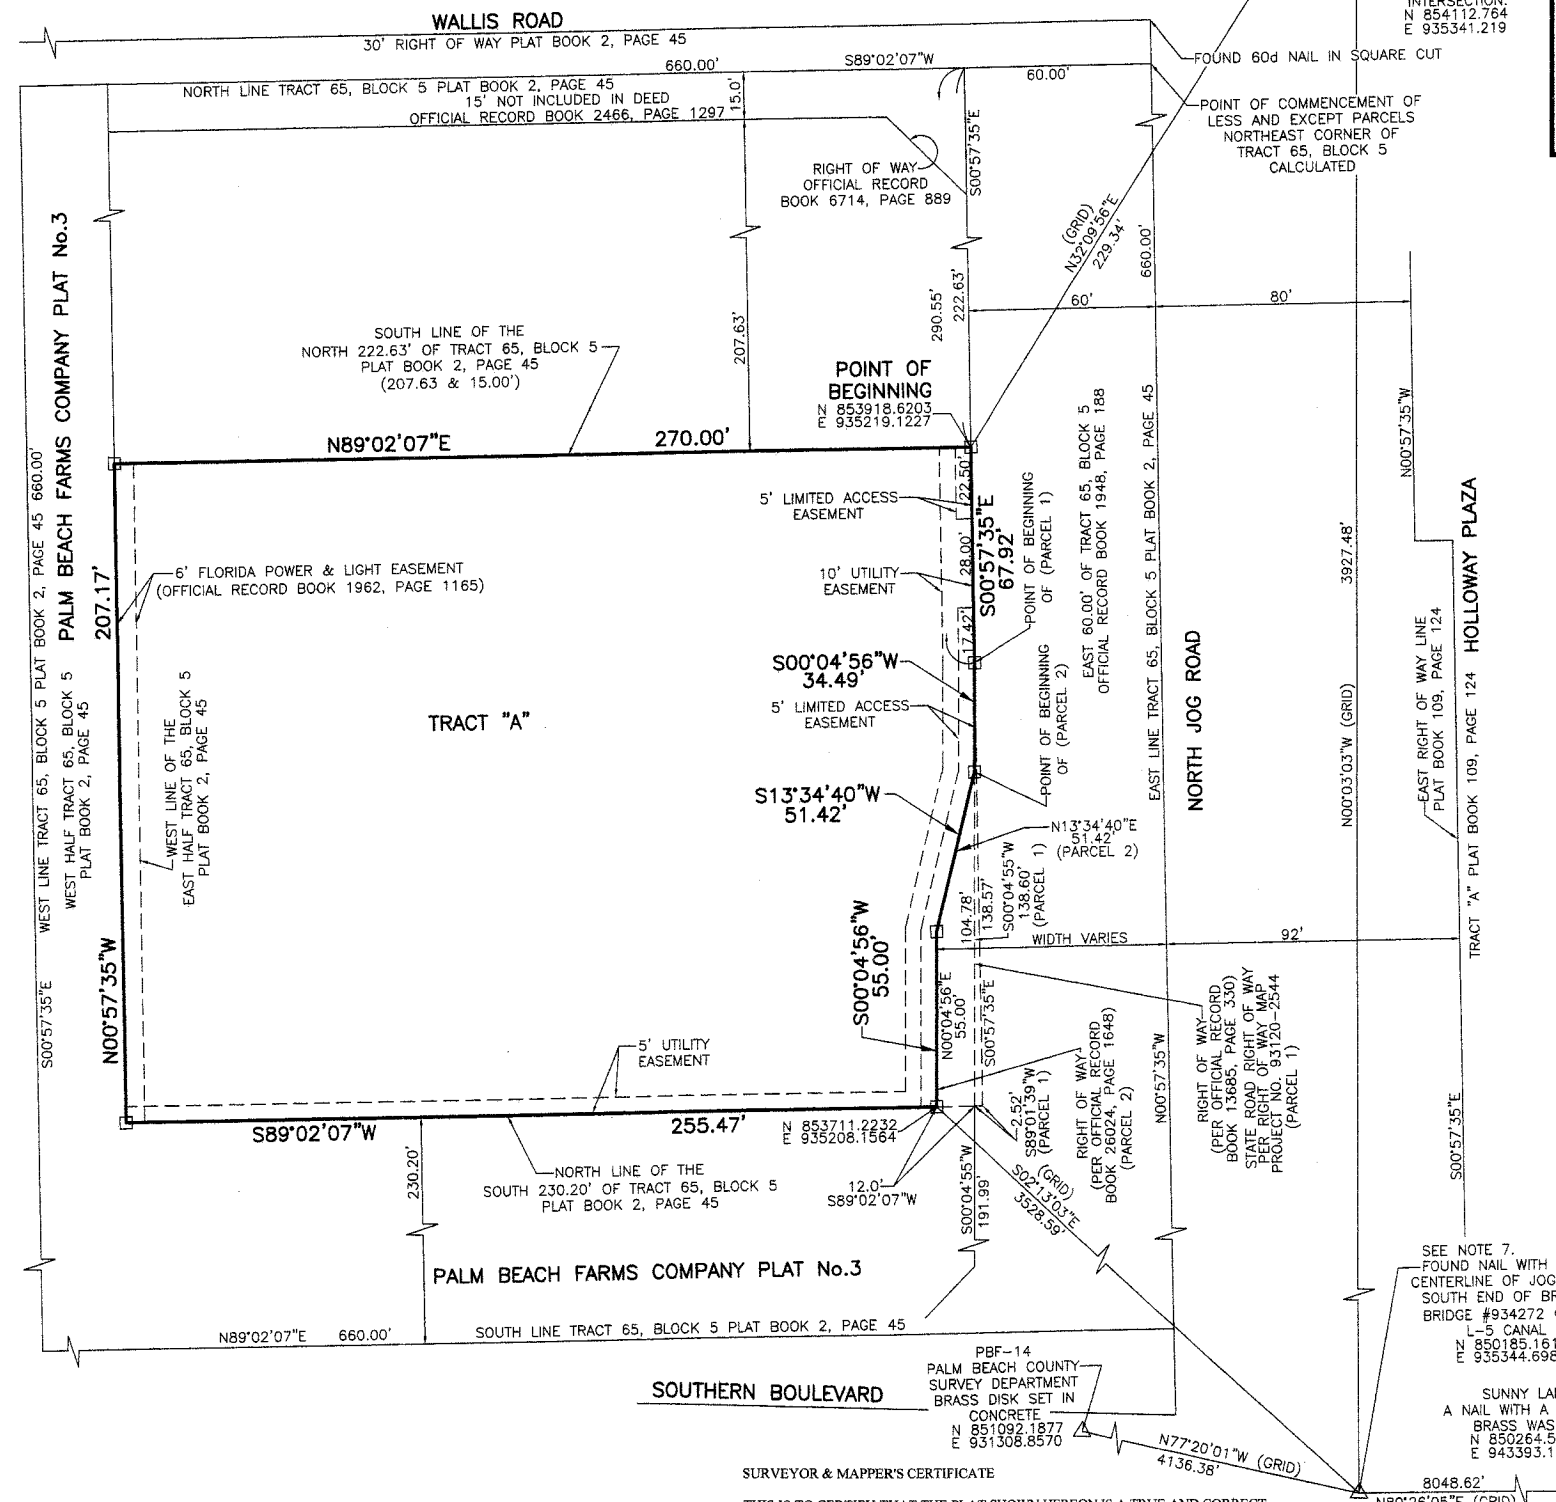 WALLIS ROAD
30' RIGHT OF WAY PLAT BOOK 2, PAGE 45
INTERSECTION.
N 854112.764
E 935341.219
FOUND 60d NAIL IN SQUARE CUT
660.00'
S89°02'07"W
60.00'
NORTH LINE TRACT 65, BLOCK 5 PLAT BOOK 2, PAGE 45
15' NOT INCLUDED IN DEED
OFFICIAL RECORD BOOK 2466, PAGE 1297
15.0'
S00°57'35"E
POINT OF COMMENCEMENT OF
LESS AND EXCEPT PARCELS
NORTHEAST CORNER OF
TRACT 65, BLOCK 5
CALCULATED
RIGHT OF WAY
OFFICIAL RECORD
BOOK 6714, PAGE 889
(GRID)
N32°09'56"E
229.34'
660.00'
60'
80'
290.55'
222.63'
207.63'
SOUTH LINE OF THE
NORTH 222.63' OF TRACT 65, BLOCK 5
PLAT BOOK 2, PAGE 45
(207.63 & 15.00')
POINT OF
BEGINNING
N 853918.6203
E 935219.1227
N89°02'07"E
270.00'
WEST LINE TRACT 65, BLOCK 5 PLAT BOOK 2, PAGE 45 660.00'
S00°57'35"E
PALM BEACH FARMS COMPANY PLAT No.3
WEST HALF TRACT 65, BLOCK 5
PLAT BOOK 2, PAGE 45
207.17'
N00°57'35"W
6' FLORIDA POWER & LIGHT EASEMENT
(OFFICIAL RECORD BOOK 1962, PAGE 1165)
WEST LINE OF THE
EAST HALF TRACT 65, BLOCK 5
PLAT BOOK 2, PAGE 45
TRACT "A"
5' LIMITED ACCESS
EASEMENT
22.50'
28.00'
17.42'
S00°57'35"E
67.92'
10' UTILITY
EASEMENT
POINT OF BEGINNING
OF (PARCEL 1)
EAST 60.00' OF TRACT 65, BLOCK 5
OFFICIAL RECORD BOOK 1948, PAGE 188
EAST LINE TRACT 65, BLOCK 5 PLAT BOOK 2, PAGE 45
NORTH JOG ROAD
N00°57'35"W
3927.48'
N00°03'03"W (GRID)
EAST RIGHT OF WAY LINE
PLAT BOOK 109, PAGE 124
TRACT "A" PLAT BOOK 109, PAGE 124 HOLLOWAY PLAZA
S00°04'56"W
34.49'
5' LIMITED ACCESS
EASEMENT
POINT OF BEGINNING
OF (PARCEL 2)
S13°34'40"W
51.42'
N13°34'40"E
51.42'
(PARCEL 2)
S00°04'55"W
138.60'
(PARCEL 1)
104.78'
138.57'
WIDTH VARIES
92'
S00°04'56"W
55.00'
N00°04'56"E
55.00'
S00°57'35"E
2.52'
S89°01'39"W
(PARCEL 1)
RIGHT OF WAY
(PER OFFICIAL RECORD
BOOK 26024, PAGE 1648)
(PARCEL 2)
N00°57'35"W
RIGHT OF WAY
(PER OFFICIAL RECORD
BOOK 13685, PAGE 330)
STATE ROAD RIGHT OF WAY
PER RIGHT OF WAY MAP
PROJECT NO. 93120-2544
(PARCEL 1)
S00°57'35"E
5' UTILITY
EASEMENT
S89°02'07"W
255.47'
N 853711.2232
E 935208.1564
230.20'
NORTH LINE OF THE
SOUTH 230.20' OF TRACT 65, BLOCK 5
PLAT BOOK 2, PAGE 45
12.0'
S89°02'07"W
S00°04'55"W
191.99'
(GRID)
S02°13'03"E
3528.59'
PALM BEACH FARMS COMPANY PLAT No.3
N89°02'07"E 660.00'
SOUTH LINE TRACT 65, BLOCK 5 PLAT BOOK 2, PAGE 45
SEE NOTE 7.
FOUND NAIL WITH
CENTERLINE OF JOG
SOUTH END OF
BRIDGE #934272
L-5 CANAL
N 850185.161
E 935344.698
SOUTHERN BOULEVARD
PBF-14
PALM BEACH COUNTY
SURVEY DEPARTMENT
BRASS DISK SET IN
CONCRETE
N 851092.1877
E 931308.8570
SUNNY
A NAIL WITH A
BRASS
N 850264.5
E 943393.1
N77°20'01"W (GRID)
4136.38'
8048.62'
SURVEYOR & MAPPER'S CERTIFICATE
THIS IS TO CERTIFY THAT THE PLAT SHOWN HEREON IS A TRUE AND CORRECT